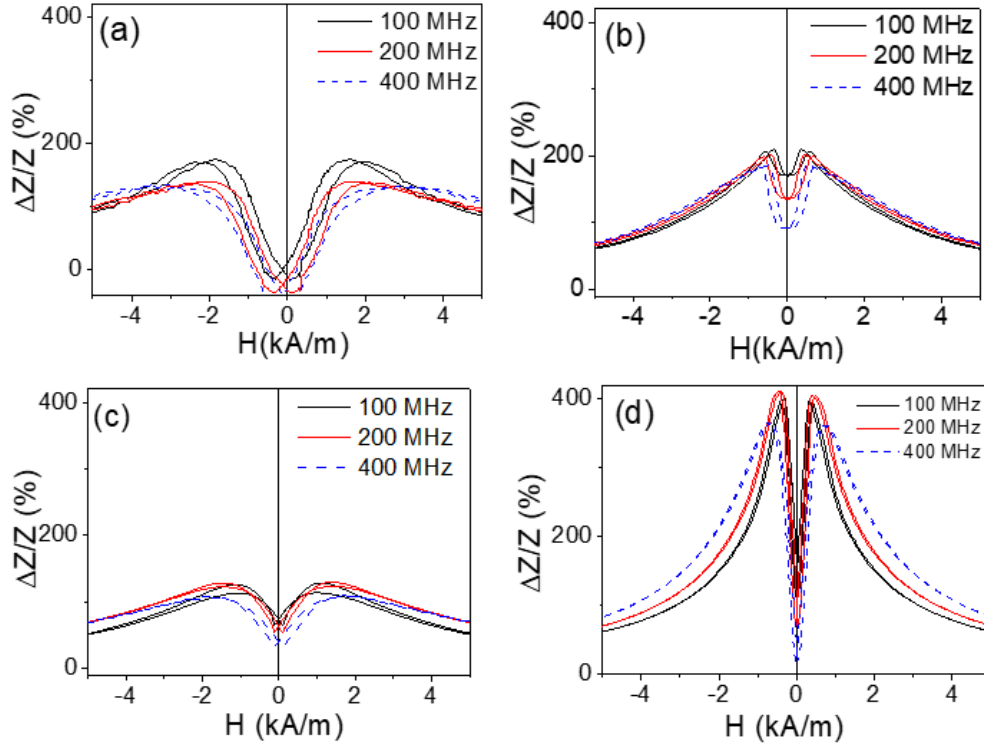 (a)
100 MHz
200 MHz
400 MHz
400
200
0
ΔZ/Z (%)
-4 -2 0 2 4
H(kA/m)
(b)
100 MHz
200 MHz
400 MHz
400
200
0
ΔZ/Z (%)
-4 -2 0 2 4
H(kA/m)
(c)
100 MHz
200 MHz
400 MHz
400
200
0
ΔZ/Z (%)
-4 -2 0 2 4
H (kA/m)
(d)
100 MHz
200 MHz
400 MHz
400
200
0
ΔZ/Z (%)
-4 -2 0 2 4
H (kA/m)